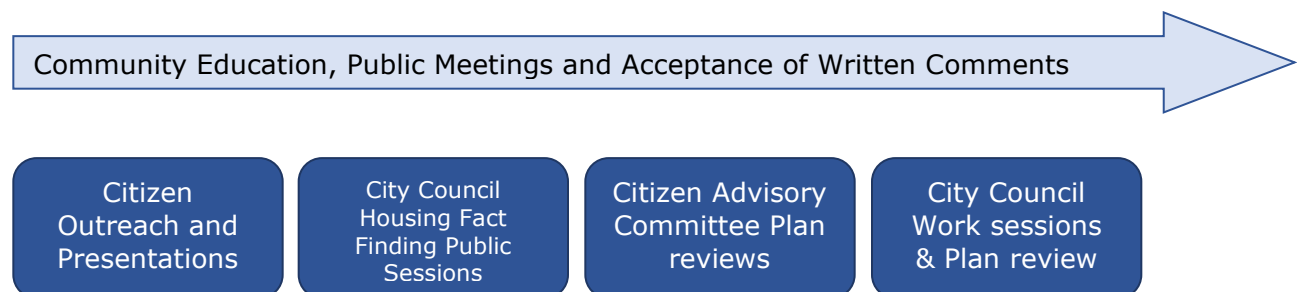 Community Education, Public Meetings and Acceptance of Written Comments
Citizen
Outreach and
Presentations
City Council
Housing Fact
Finding Public
Sessions
Citizen Advisory
Committee Plan
reviews
City Council
Work sessions
& Plan review